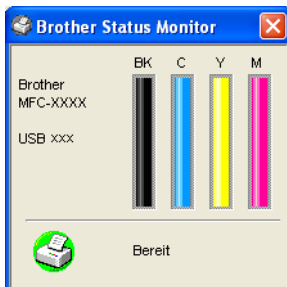 Brother Status Monitor
BK C Y M
Brother
MFC-XXXX
USB xxx
Bereit